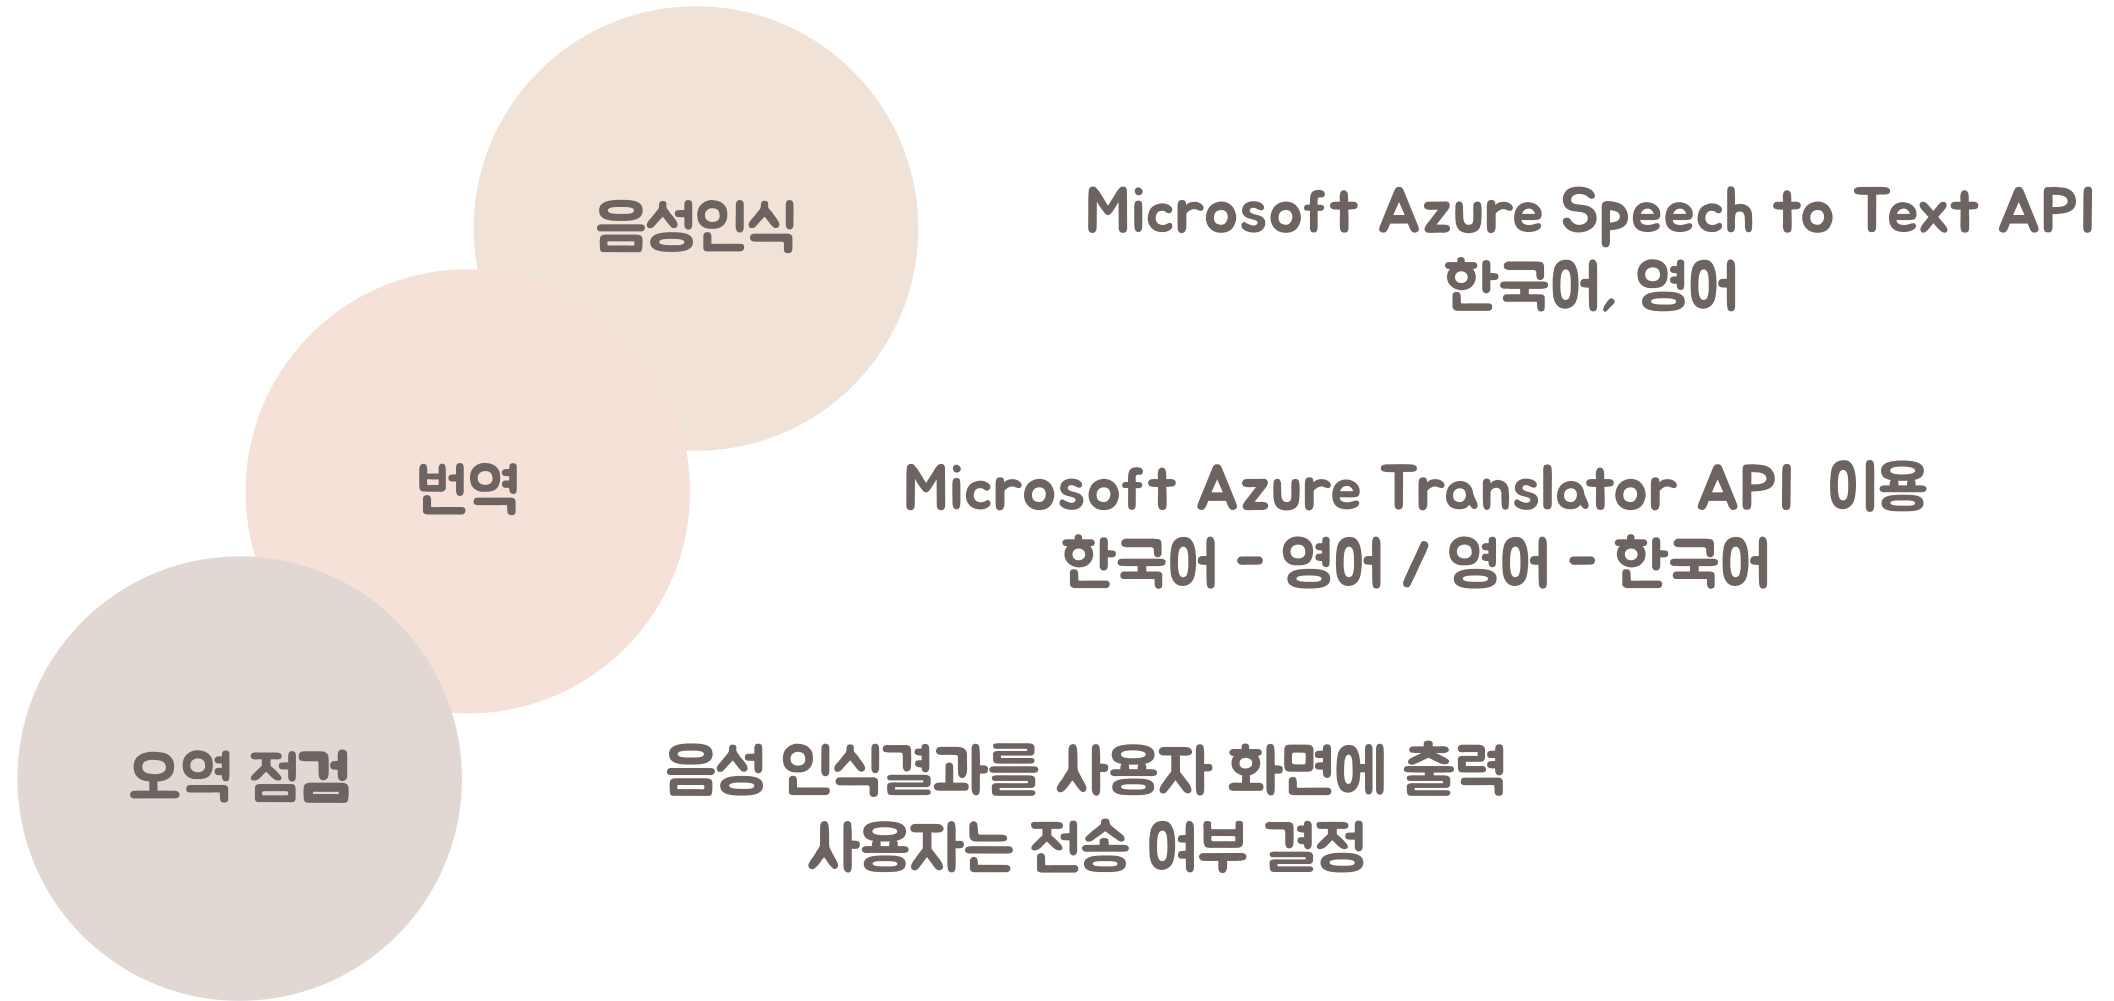 음성인식
Microsoft Azure Speech to Text API
한국어, 영어
번역
Microsoft Azure Translator API 이용
한국어 - 영어 / 영어 - 한국어
오역 점검
음성 인식결과를 사용자 화면에 출력
사용자는 전송 여부 결정